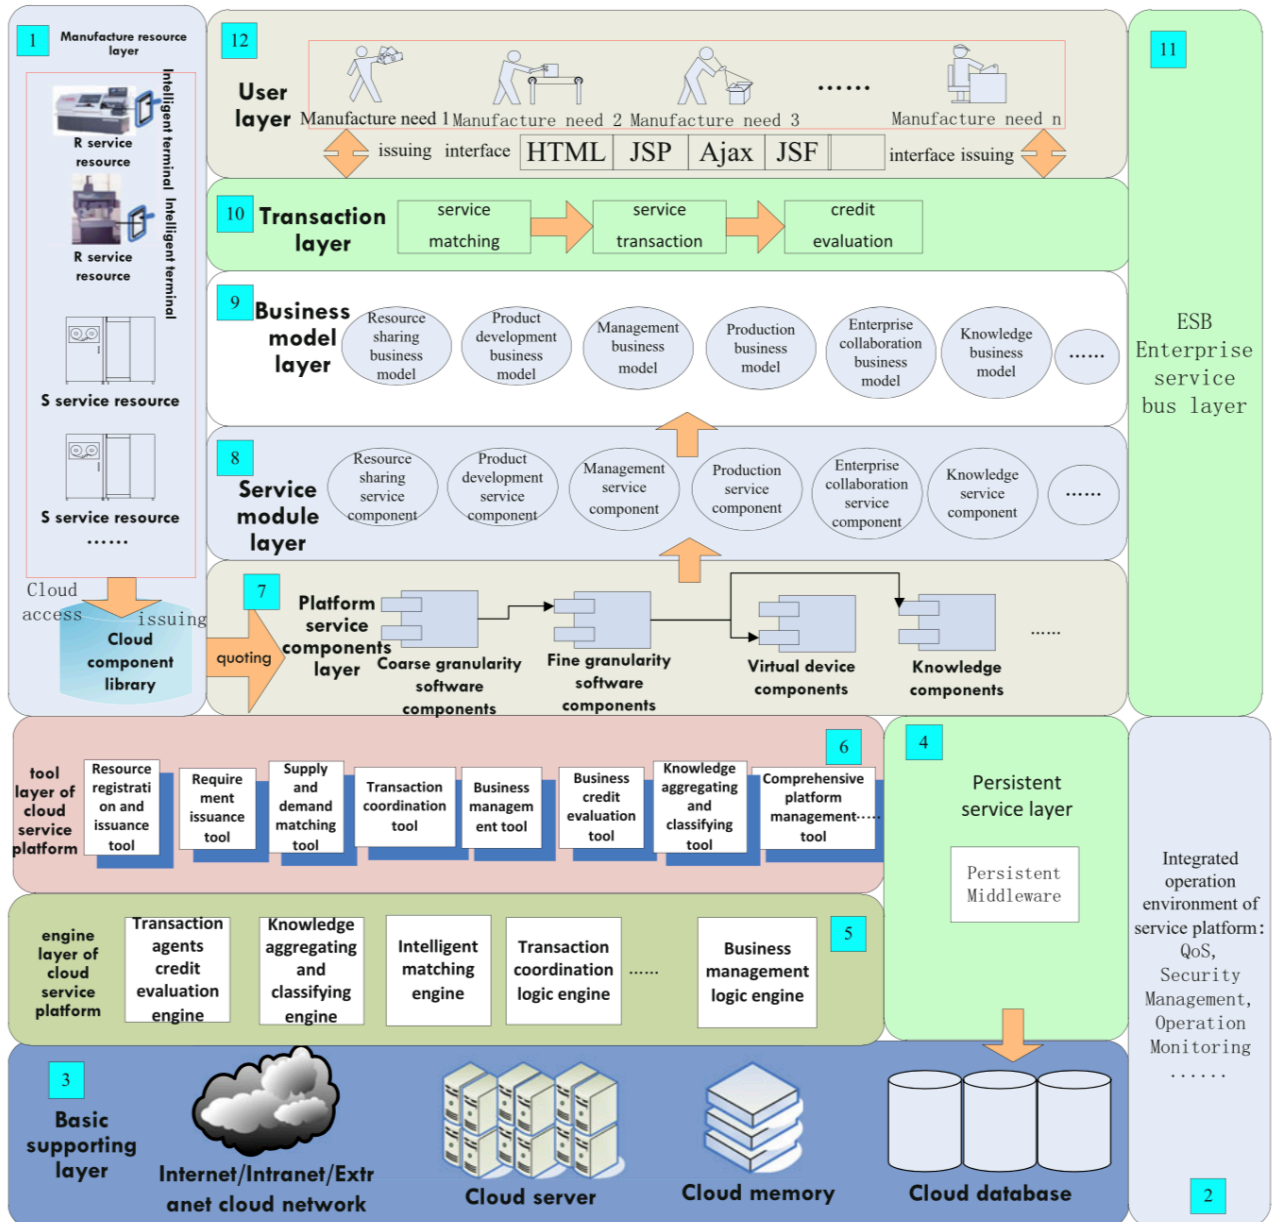 1
Manufacture resource
layer
Intelligent terminal
R service
resource
Intelligent terminal
R service
resource
S service resource
S service resource
......
Cloud
access
issuing
Cloud
component
library
quoting
12
User
layer
Manufacture need 1
Manufacture need 2
Manufacture need 3
......
Manufacture need n
issuing
interface
HTML
JSP
Ajax
JSF
interface issuing
10
Transaction
layer
service
matching
service
transaction
credit
evaluation
9
Business
model
layer
Resource
sharing
business
model
Product
development
business
model
Management
business
model
Production
business
model
Enterprise
collaboration
business
model
Knowledge
business
model
......
8
Service
module
layer
Resource
sharing
service
component
Product
development
service
component
Management
service
component
Production
service
component
Enterprise
collaboration
service
component
Knowledge
service
component
......
7
Platform
service
components
layer
Coarse granularity
software
components
Fine granularity
software
components
Virtual device
components
Knowledge
components
......
11
ESB
Enterprise
service
bus layer
6
tool
layer of
cloud
service
platform
Resource
registrati
on and
issuance
tool
Require
ment
issuance
tool
Supply
and
demand
matching
tool
Transaction
coordination
tool
Business
managem
ent tool
Business
credit
evaluation
tool
Knowledge
aggregating
and
classifying
tool
Comprehensive
platform
management
tool
......
4
Persistent
service layer
Persistent
Middleware
5
engine
layer of
cloud
service
platform
Transaction
agents
credit
evaluation
engine
Knowledge
aggregating
and
classifying
engine
Intelligent
matching
engine
Transaction
coordination
logic engine
......
Business
management
logic engine
Integrated
operation
environment of
service platform:
QoS,
Security
Management,
Operation
Monitoring
......
2
3
Basic
supporting
layer
Internet/Intranet/Extr
anet cloud network
Cloud server
Cloud memory
Cloud database